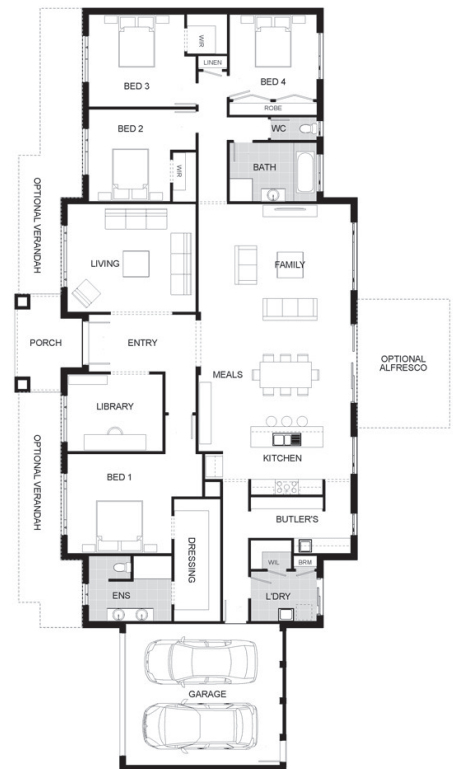 WIR
LINEN
BED 3
BED 4
ROBE
BED 2
WC
WIR
BATH
OPTIONAL VERANDAH
LIVING
FAMILY
PORCH
ENTRY
OPTIONAL
ALFRESCO
MEALS
LIBRARY
KITCHEN
OPTIONAL VERANDAH
BED 1
BUTLER'S
DRESSING
WIL
BRM
ENS
L'DRY
GARAGE